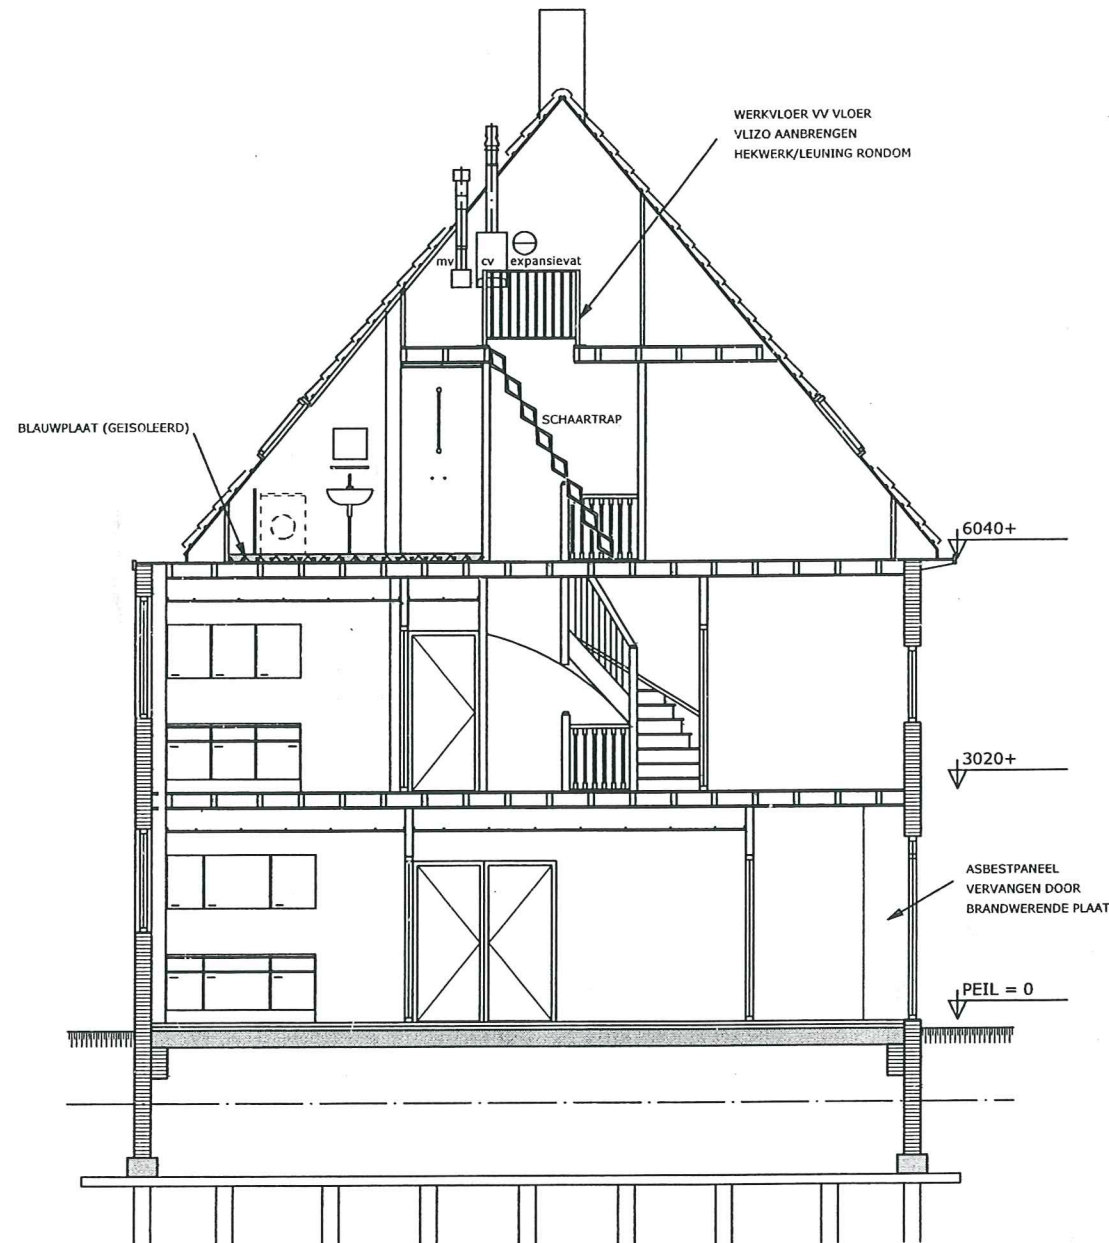 WERKVLOER VV VLOER
VLIZO AANBRENGEN
HEKWERK/LEUNING RONDOM
mv
cv
expansievat
SCHAARTRAP
BLAUWPLAAT (GEISOLEERD)
6040+
3020+
ASBESTPANEEL
VERVANGEN DOOR
BRANDWERENDE PLAAT
PEIL = 0